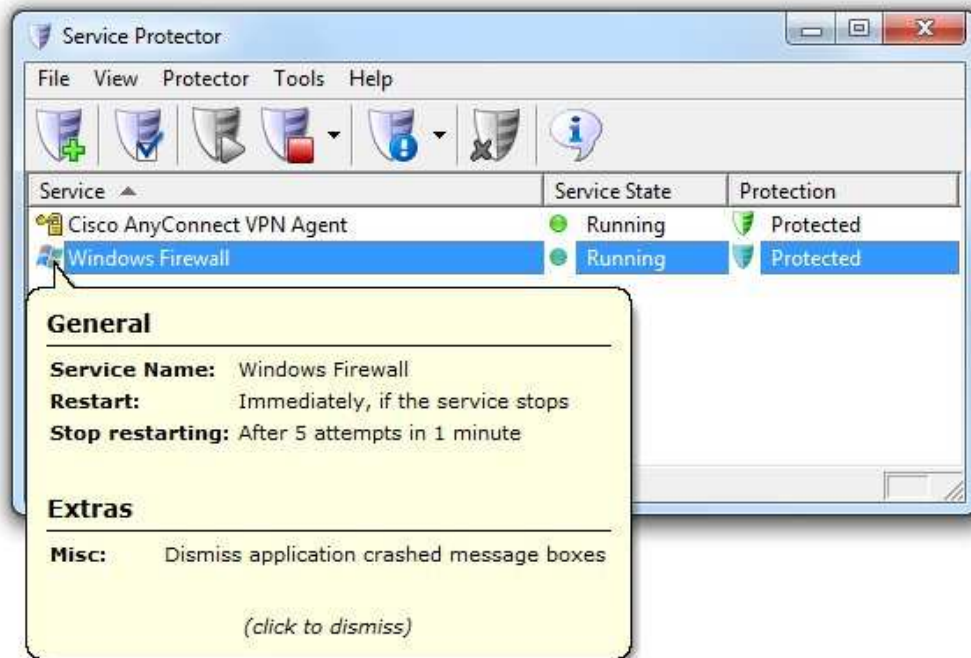 Service Protector
File View Protector Tools Help
Service Service State Protection
Cisco AnyConnect VPN Agent Running Protected
Windows Firewall Running Protected
General
Service Name: Windows Firewall
Restart: Immediately, if the service stops
Stop restarting: After 5 attempts in 1 minute
Extras
Misc: Dismiss application crashed message boxes
(click to dismiss)